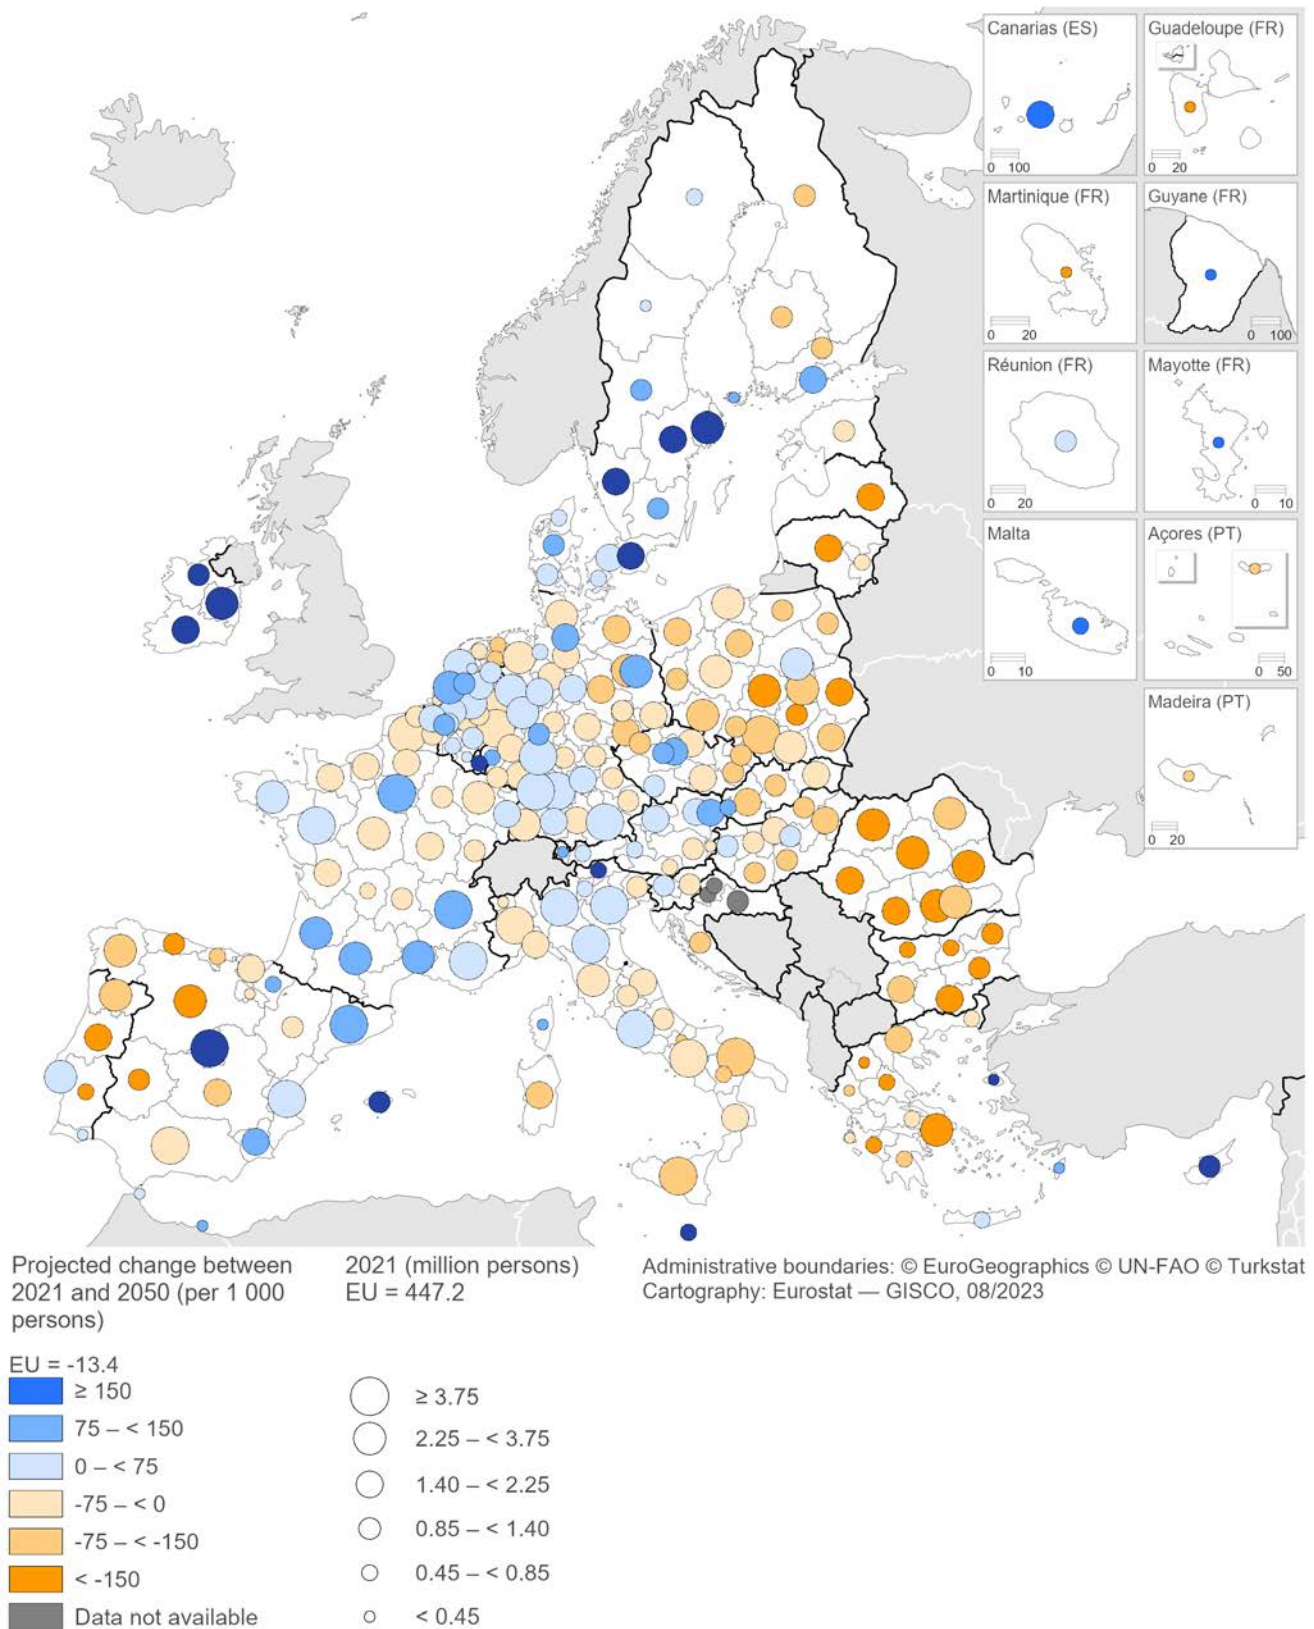 Canarias (ES)
0 100
Guadeloupe (FR)
0 20
Martinique (FR)
0 20
Guyane (FR)
0 100
Réunion (FR)
0 20
Mayotte (FR)
0 10
Malta
0 10
Açores (PT)
0 50
Madeira (PT)
0 20
Projected change between
2021 and 2050 (per 1 000
persons)
EU = -13.4
≥ 150
75 – < 150
0 – < 75
-75 – < 0
-75 – < -150
< -150
Data not available
2021 (million persons)
EU = 447.2
≥ 3.75
2.25 – < 3.75
1.40 – < 2.25
0.85 – < 1.40
0.45 – < 0.85
< 0.45
Administrative boundaries: © EuroGeographics © UN-FAO © Turkstat
Cartography: Eurostat — GISCO, 08/2023